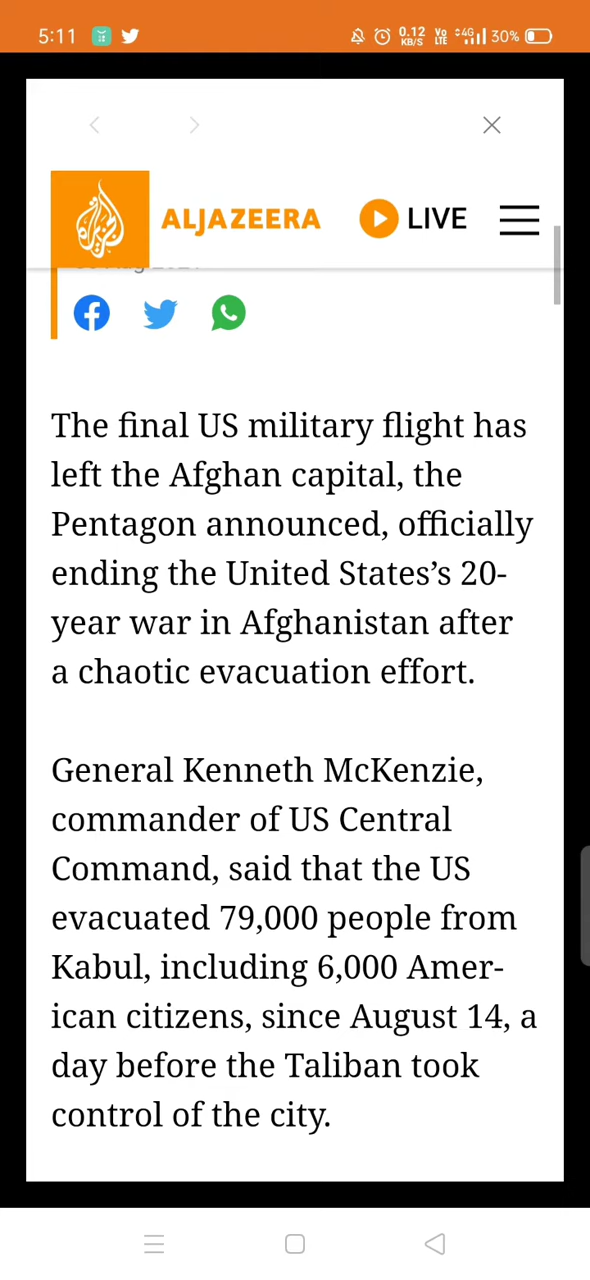 5:11
0.12 KB/S VO LTE 4G 30%
ALJAZEERA LIVE
The final US military flight has
left the Afghan capital, the
Pentagon announced, officially
ending the United States’s 20-
year war in Afghanistan after
a chaotic evacuation effort.
General Kenneth McKenzie,
commander of US Central
Command, said that the US
evacuated 79,000 people from
Kabul, including 6,000 Amer-
ican citizens, since August 14, a
day before the Taliban took
control of the city.